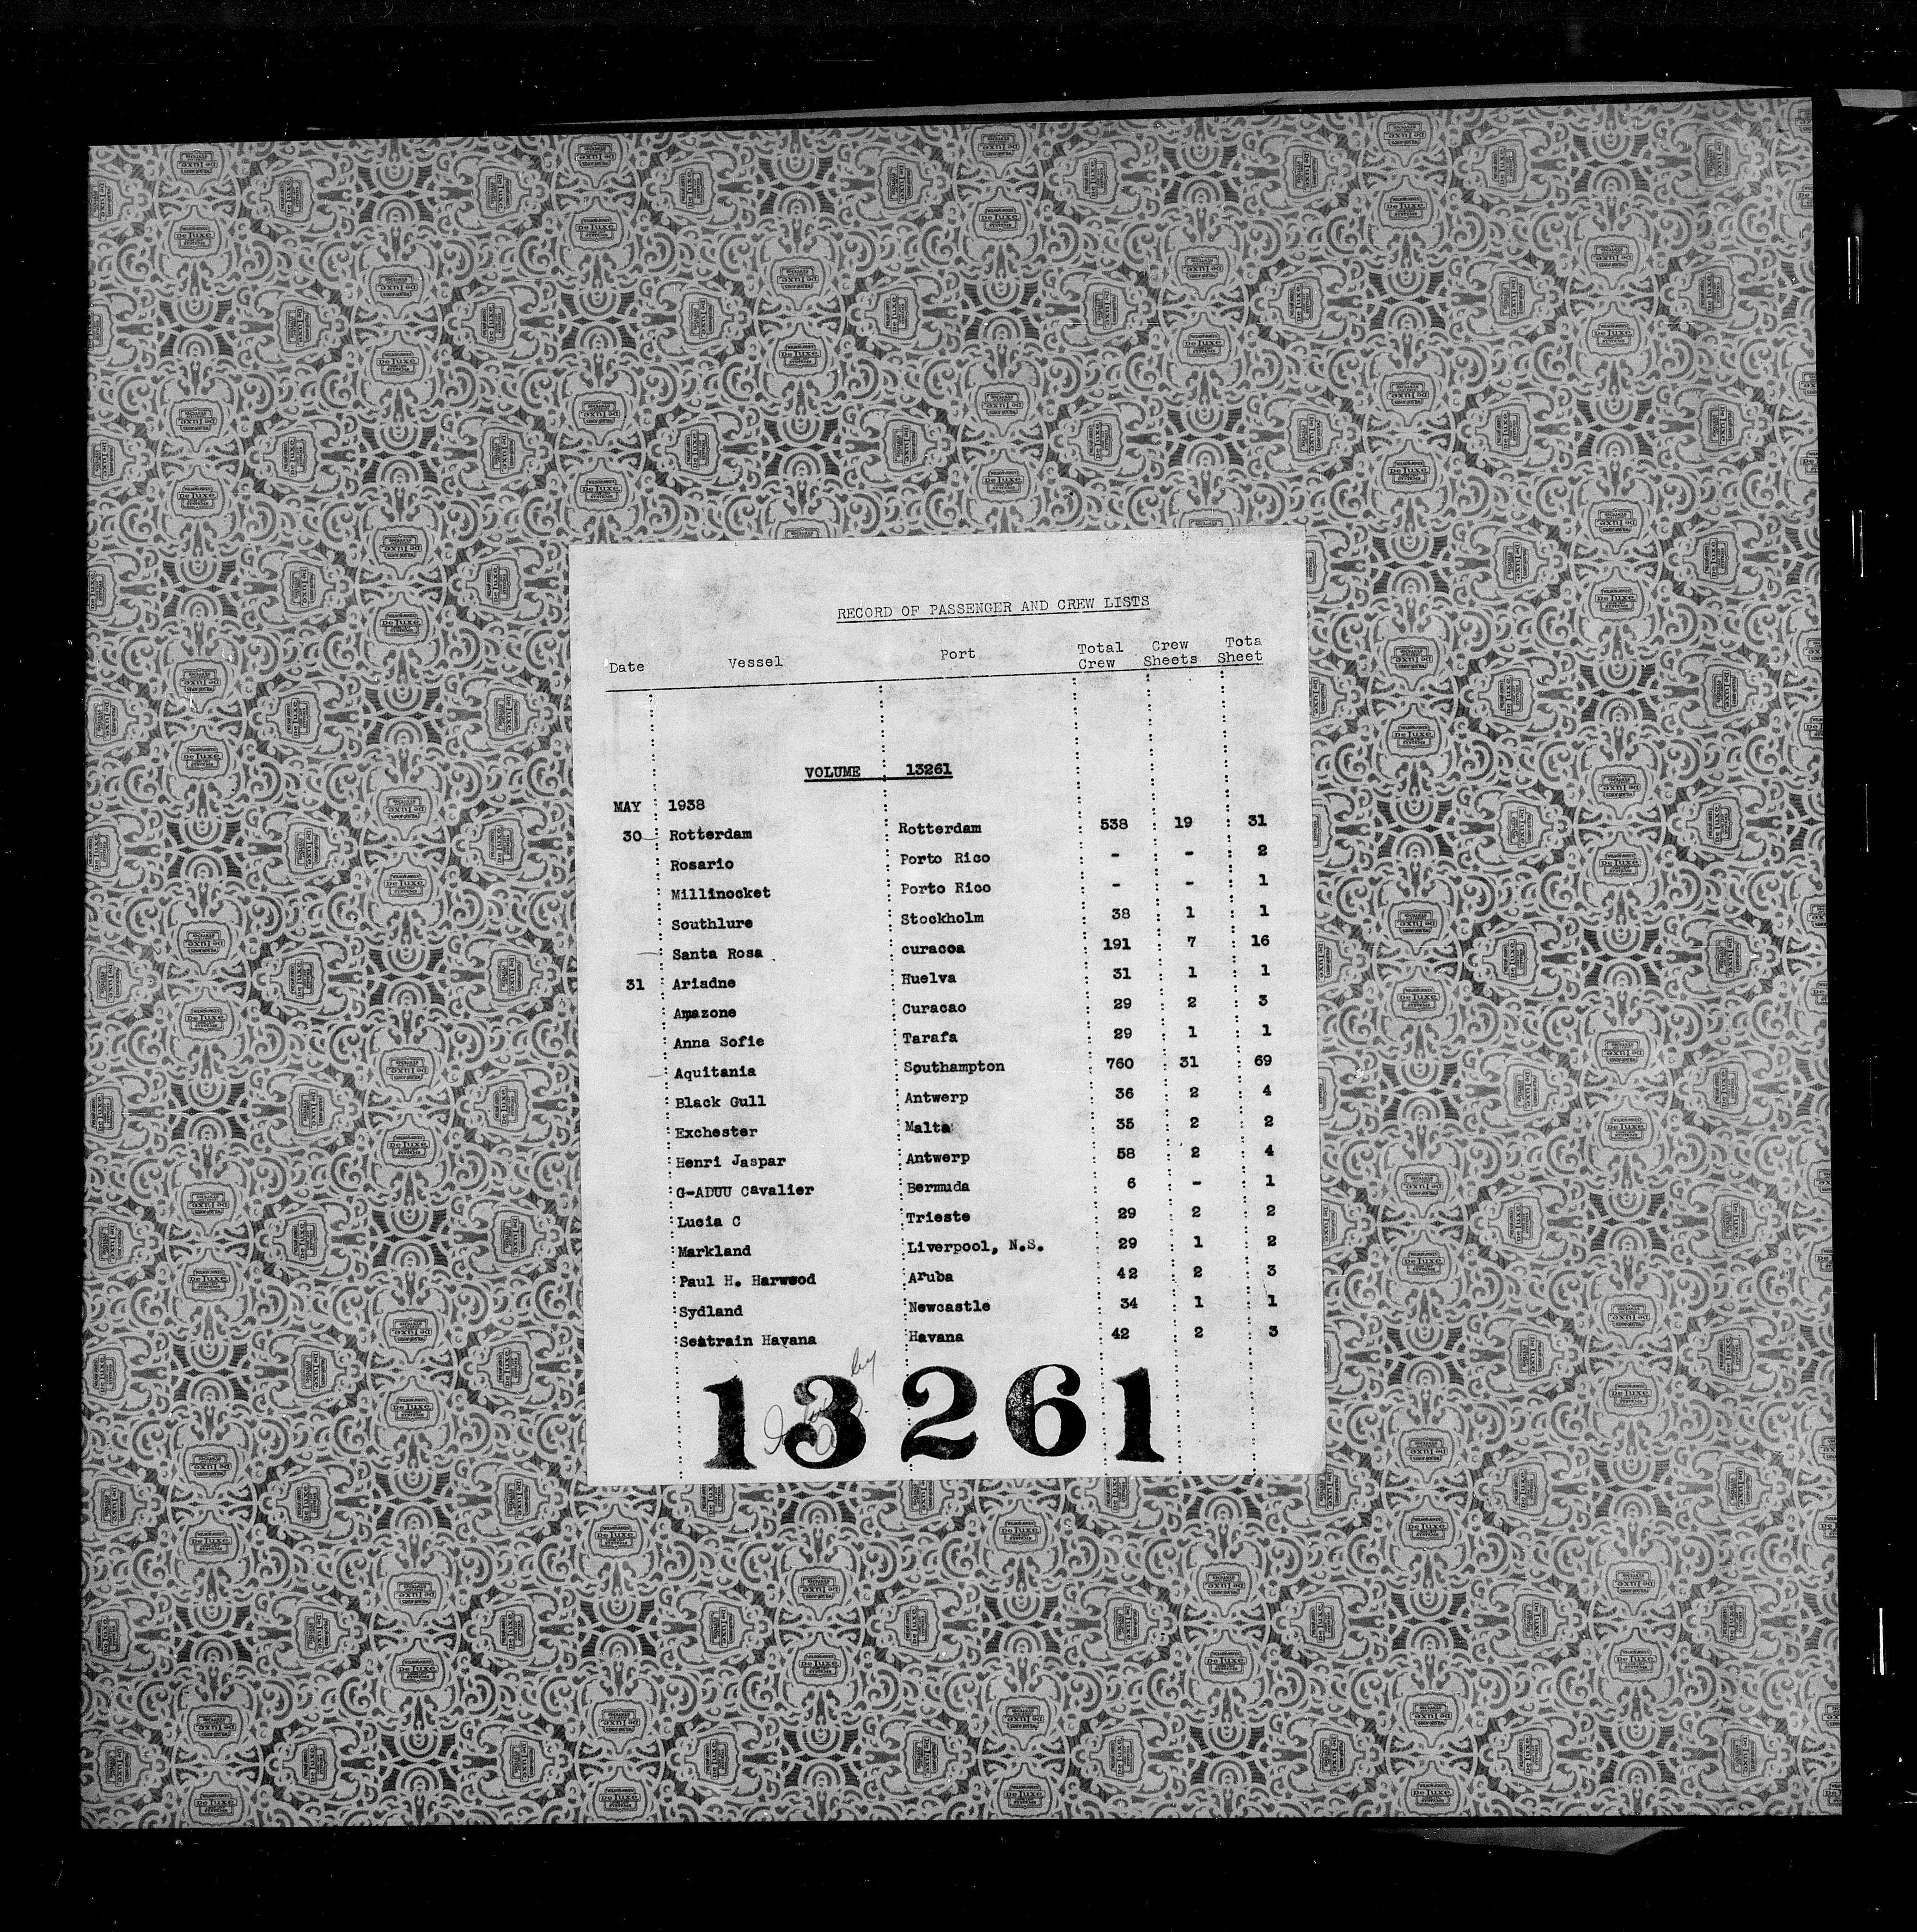 RECORD OF PASSENGER AND CREW LISTS
Date Vessel Port Total Crew Crew Sheets Tota Sheet
VOLUME 13261
MAY 1938
30 Rotterdam Rotterdam 538 19 31
Rosario Porto Rico - - 2
Millinocket Porto Rico - - 1
Southlure Stockholm 38 1 1
Santa Rosa curacoa 191 7 16
31 Ariadne Huelva 31 1 1
Amazone Curacao 29 2 3
Anna Sofie Tarafa 29 1 1
Aquitania Southampton 760 31 69
Black Gull Antwerp 36 2 4
Exchester Malta 35 2 2
Henri Jaspar Antwerp 58 2 4
G-ADUU Cavalier Bermuda 6 - 1
Lucia C Trieste 29 2 2
Markland Liverpool, N.S. 29 1 2
Paul H. Harwood Aruba 42 2 3
Sydland Newcastle 34 1 1
Seatrain Havana Havana 42 2 3
13261